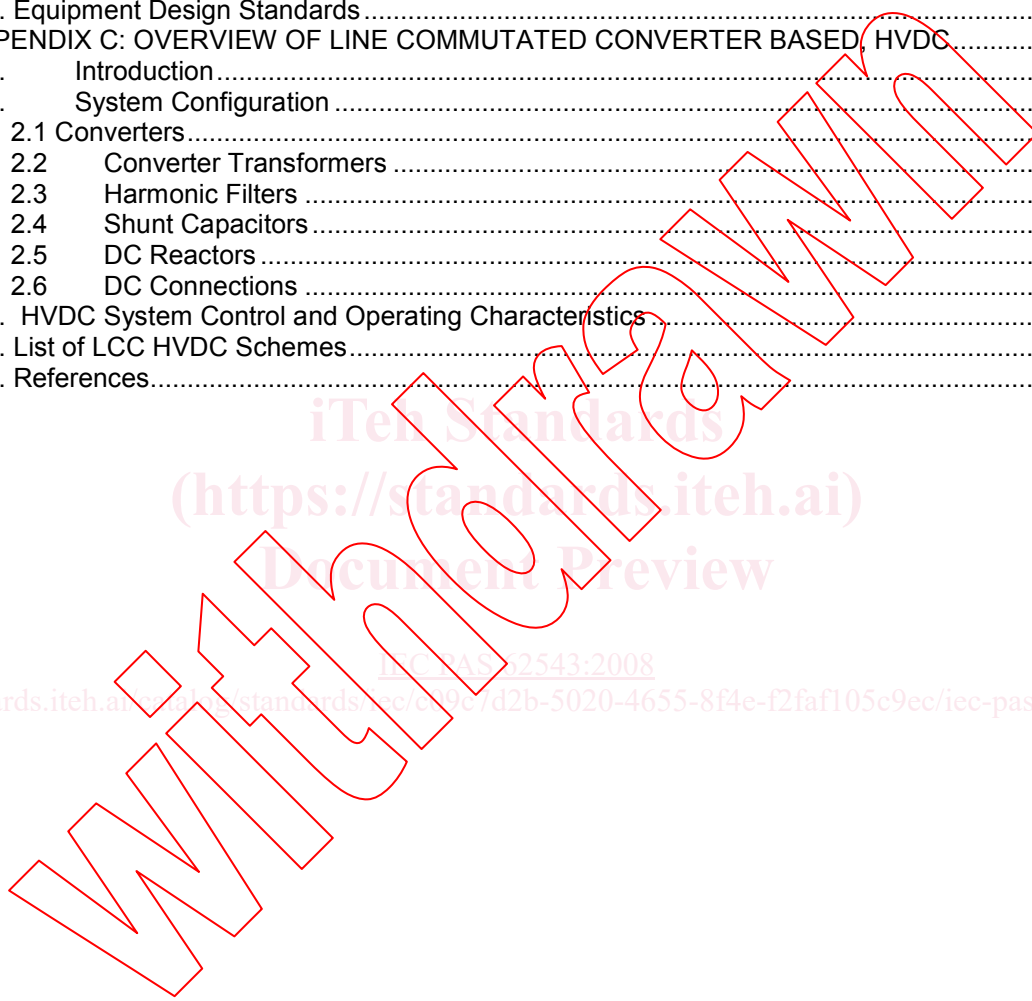 . Equipment Design Standards
PENDIX C: OVERVIEW OF LINE COMMUTATED CONVERTER BASED, HVDC
. Introduction
. System Configuration
2.1 Converters
2.2 Converter Transformers
2.3 Harmonic Filters
2.4 Shunt Capacitors
2.5 DC Reactors
2.6 DC Connections
. HVDC System Control and Operating Characteristics
. List of LCC HVDC Schemes
. References
iTeh Standards
(https://standards.iteh.ai)
Document Preview
IEC PAS 62543:2008
rds.iteh.ai/catalog/standards/iec/c09c7d2b-5020-4655-8f4e-f2faf105c9ec/iec-pas
withdrawn